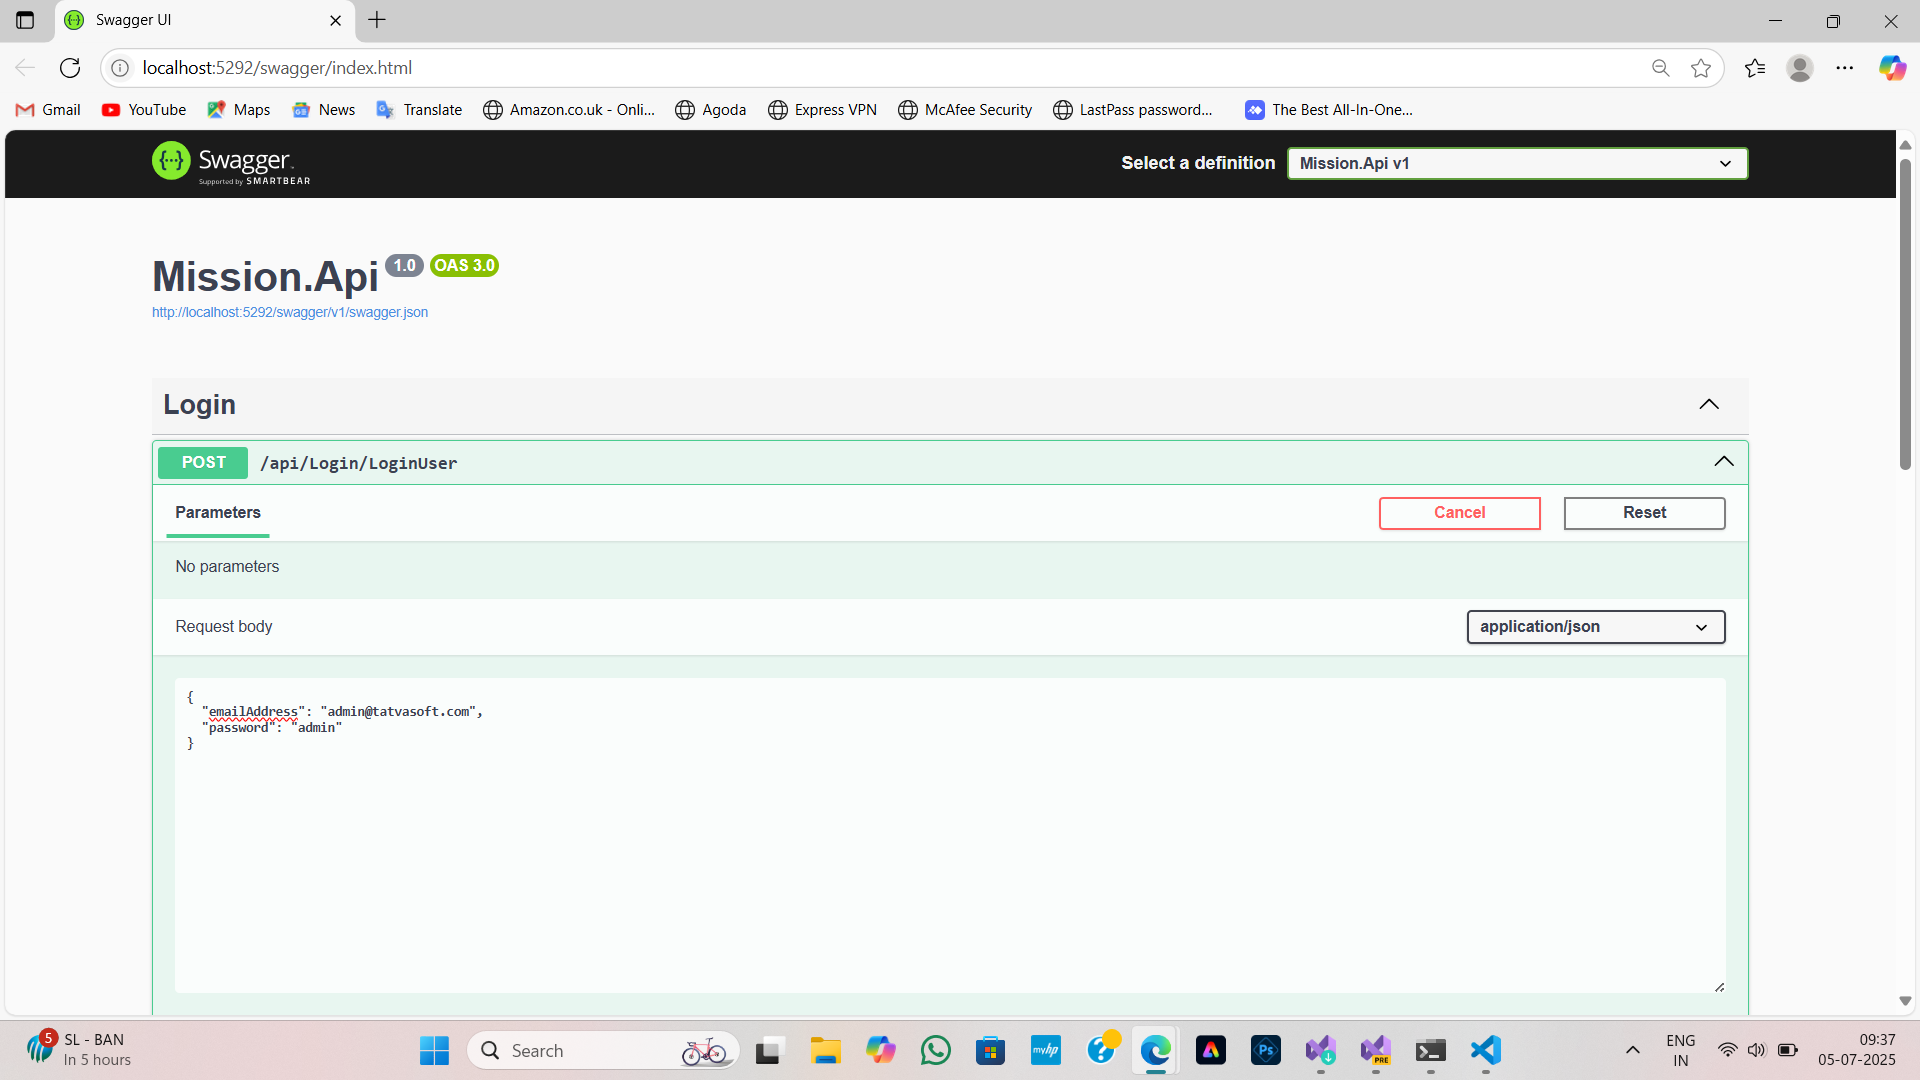 Swagger UI
localhost:5292/swagger/index.html
Gmail YouTube Maps News Translate Amazon.co.uk - Onli... Agoda Express VPN McAfee Security LastPass password... The Best All-In-One...
Swagger.
Supported by SMARTBEAR
Select a definition
Mission.Api v1
Mission.Api 1.0 OAS 3.0
http://localhost:5292/swagger/v1/swagger.json
Login
POST /api/Login/LoginUser
Parameters
Cancel
Reset
No parameters
Request body
application/json
{
"emailAddress": "admin@tatvasoft.com",
"password": "admin"
}
5
SL - BAN
In 5 hours
Search
myhp
Ps
PRE
ENG
IN
09:37
05-07-2025